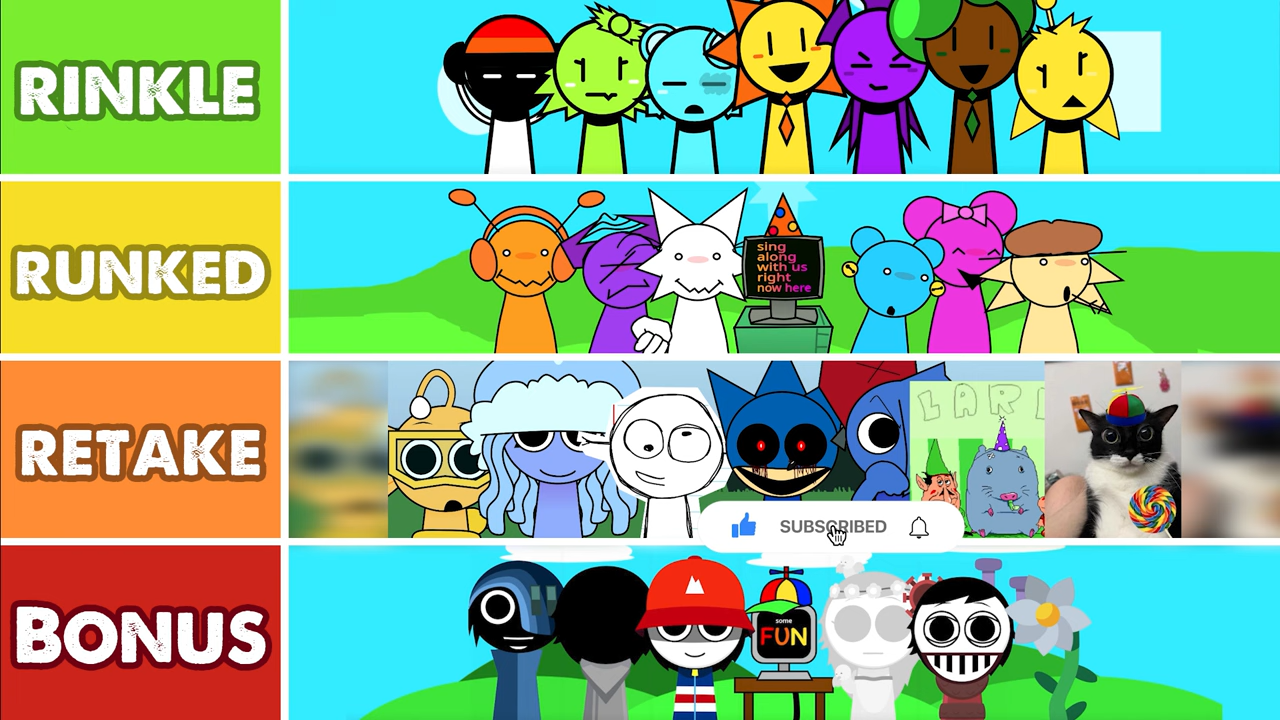 RINKLE
RUNKED
sing
along
with us
right
now here
RETAKE
LAR
SUBSCRIBED
BONUS
some
FUN